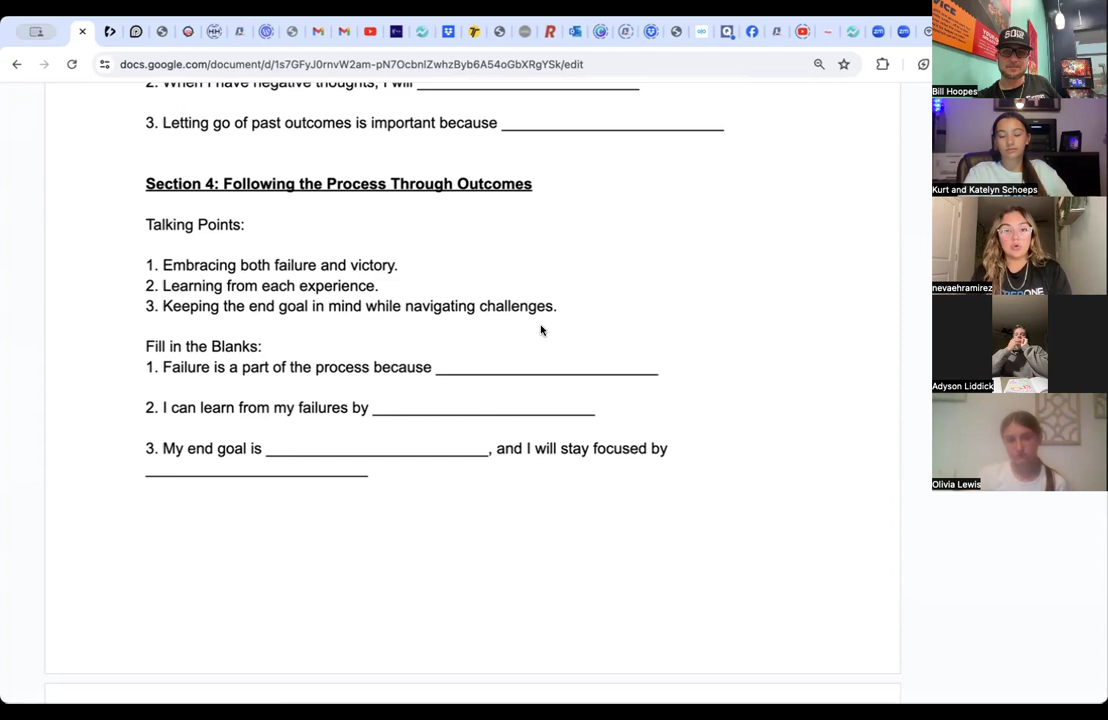 docs.google.com/document/d/1s7GFyJ0rnvW2am-pN7OcbnlZwhzByb6A54oGbXRgYSk/edit
2. When I have negative thoughts, I will ___________________________
3. Letting go of past outcomes is important because ___________________________
Section 4: Following the Process Through Outcomes
Talking Points:
1. Embracing both failure and victory.
2. Learning from each experience.
3. Keeping the end goal in mind while navigating challenges.
Fill in the Blanks:
1. Failure is a part of the process because ___________________________
2. I can learn from my failures by ___________________________
3. My end goal is ___________________________, and I will stay focused by
___________________________
VICE
Bill Hoopes
Kurt and Katelyn Schoeps
nevaehramirez
Adyson Liddick
Olivia Lewis